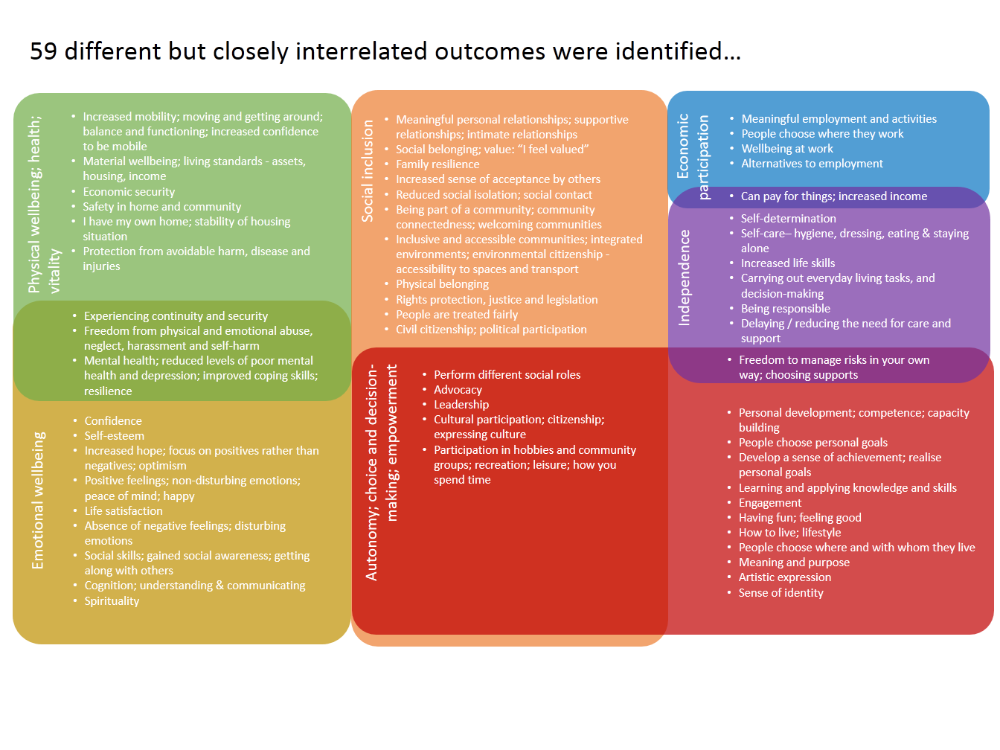 59 different but closely interrelated outcomes were identified...
Physical wellbeing; health;
vitality
• Increased mobility; moving and getting around;
balance and functioning; increased confidence
to be mobile
• Material wellbeing; living standards - assets,
housing, income
• Economic security
• Safety in home and community
• I have my own home; stability of housing
situation
• Protection from avoidable harm, disease and
injuries
• Experiencing continuity and security
• Freedom from physical and emotional abuse,
neglect, harassment and self-harm
• Mental health; reduced levels of poor mental
health and depression; improved coping skills;
resilience
Emotional wellbeing
• Confidence
• Self-esteem
• Increased hope; focus on positives rather than
negatives; optimism
• Positive feelings; non-disturbing emotions;
peace of mind; happy
• Life satisfaction
• Absence of negative feelings; disturbing
emotions
• Social skills; gained social awareness; getting
along with others
• Cognition; understanding & communicating
• Spirituality
Social inclusion
• Meaningful personal relationships; supportive
relationships; intimate relationships
• Social belonging; value: “I feel valued”
• Family resilience
• Increased sense of acceptance by others
• Reduced social isolation; social contact
• Being part of a community; community
connectedness; welcoming communities
• Inclusive and accessible communities; integrated
environments; environmental citizenship -
accessibility to spaces and transport
• Physical belonging
• Rights protection, justice and legislation
• People are treated fairly
• Civil citizenship; political participation
Autonomy; choice and decision-
making; empowerment
• Perform different social roles
• Advocacy
• Leadership
• Cultural participation; citizenship;
expressing culture
• Participation in hobbies and community
groups; recreation; leisure; how you
spend time
Economic
participation
• Meaningful employment and activities
• People choose where they work
• Wellbeing at work
• Alternatives to employment
• Can pay for things; increased income
Independence
• Self-determination
• Self-care– hygiene, dressing, eating & staying
alone
• Increased life skills
• Carrying out everyday living tasks, and
decision-making
• Being responsible
• Delaying / reducing the need for care and
support
• Freedom to manage risks in your own
way; choosing supports
• Personal development; competence; capacity
building
• People choose personal goals
• Develop a sense of achievement; realise
personal goals
• Learning and applying knowledge and skills
• Engagement
• Having fun; feeling good
• How to live; lifestyle
• People choose where and with whom they live
• Meaning and purpose
• Artistic expression
• Sense of identity